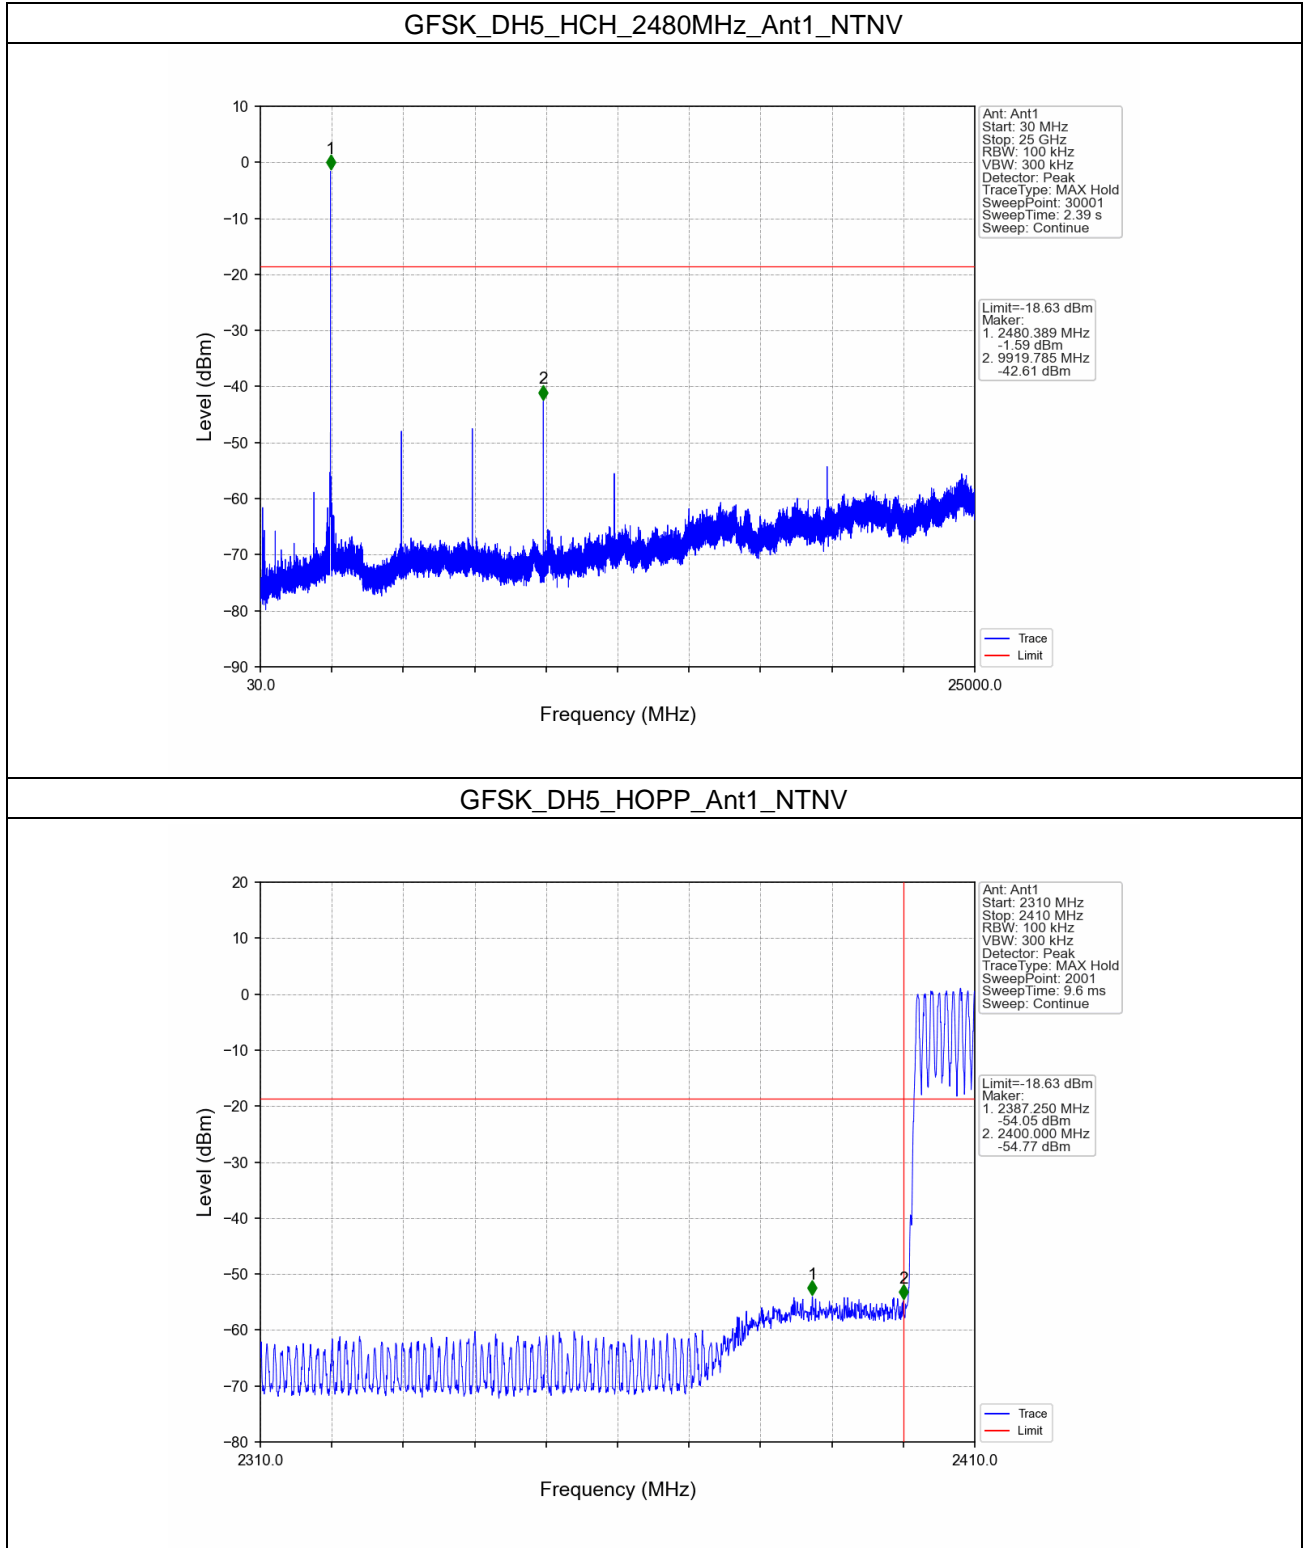 GFSK_DH5_HCH_2480MHz_Ant1_NTNV
10
0
−10
−20
−30
−40
−50
−60
−70
−80
−90
Level (dBm)
1
2
30.0
25000.0
Frequency (MHz)
Ant: Ant1
Start: 30 MHz
Stop: 25 GHz
RBW: 100 kHz
VBW: 300 kHz
Detector: Peak
TraceType: MAX Hold
SweepPoint: 30001
SweepTime: 2.39 s
Sweep: Continue
Limit=-18.63 dBm
Maker:
1. 2480.389 MHz
-1.59 dBm
2. 9919.785 MHz
-42.61 dBm
Trace
Limit
GFSK_DH5_HOPP_Ant1_NTNV
20
10
0
−10
−20
−30
−40
−50
−60
−70
−80
Level (dBm)
1
2
2310.0
2410.0
Frequency (MHz)
Ant: Ant1
Start: 2310 MHz
Stop: 2410 MHz
RBW: 100 kHz
VBW: 300 kHz
Detector: Peak
TraceType: MAX Hold
SweepPoint: 2001
SweepTime: 9.6 ms
Sweep: Continue
Limit=-18.63 dBm
Maker:
1. 2387.250 MHz
-54.05 dBm
2. 2400.000 MHz
-54.77 dBm
Trace
Limit